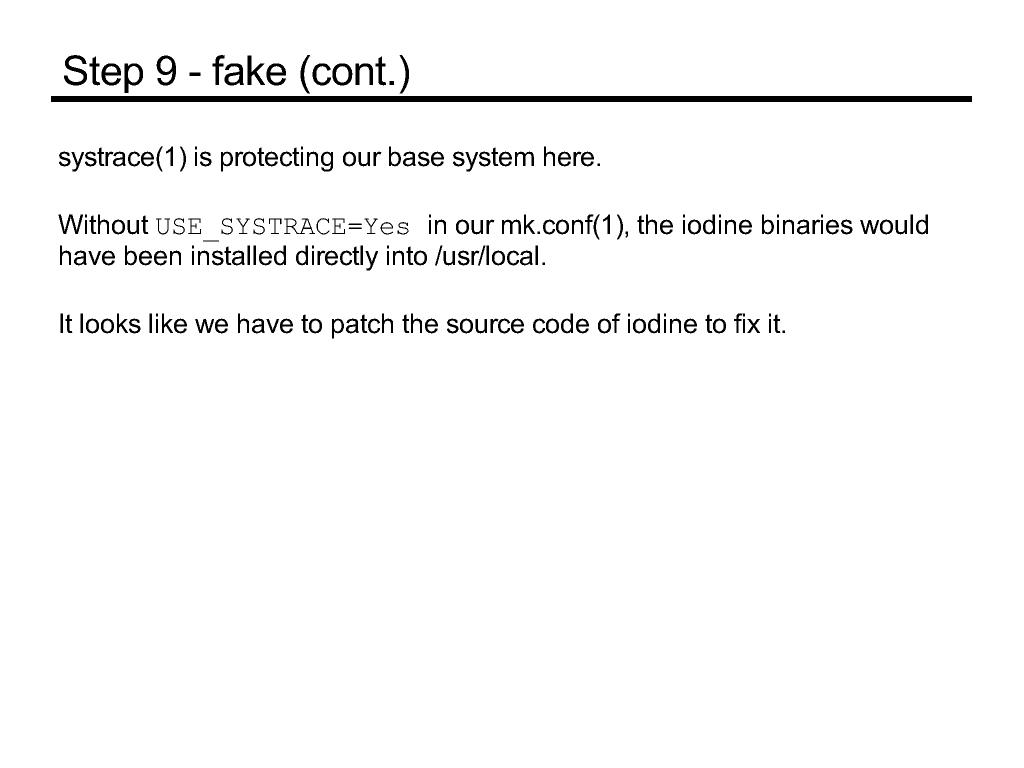 Step 9 - fake (cont.)
systrace(1) is protecting our base system here.
Without USE_SYSTRACE=Yes in our mk.conf(1), the iodine binaries would
have been installed directly into /usr/local.
It looks like we have to patch the source code of iodine to fix it.